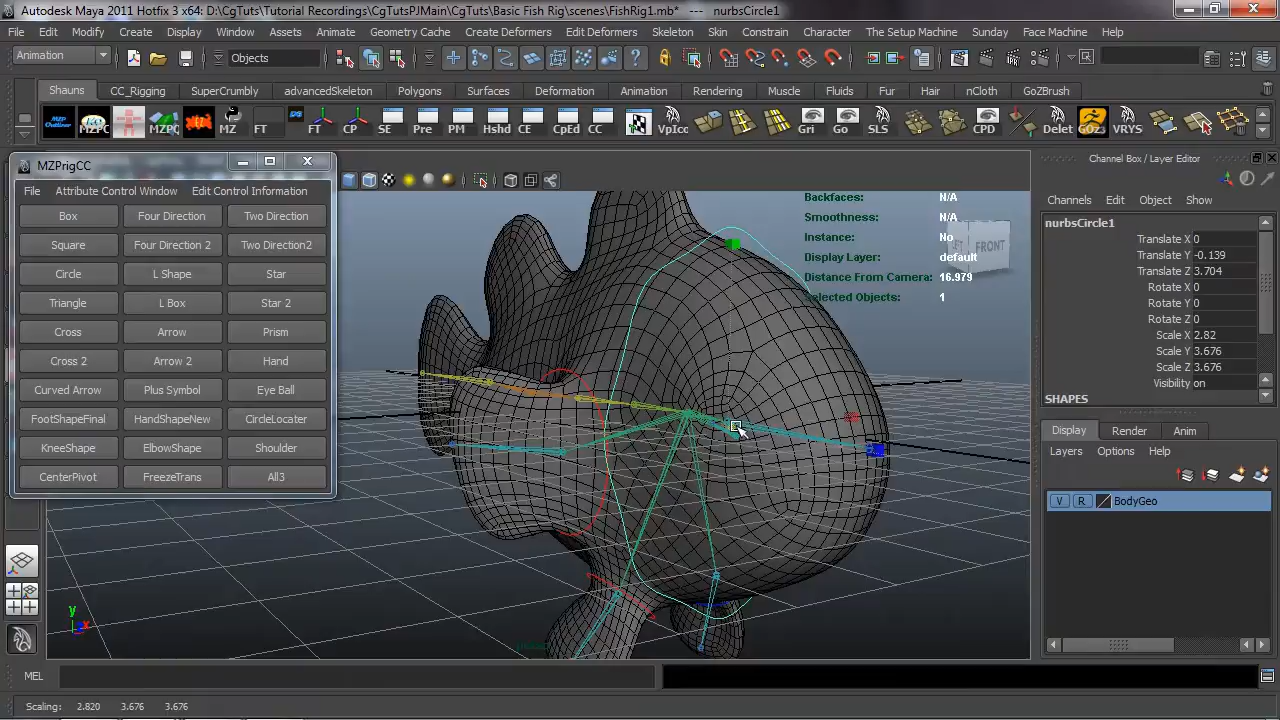 Autodesk Maya 2011 Hotfix 3 x64: D:\CgTuts\Tutorial Recordings\CgTutsPJMain\CgTuts\Basic Fish Rig\scenes\FishRig1.mb* --- nurbsCircle1
File Edit Modify Create Display Window Assets Animate Geometry Cache Create Deformers Edit Deformers Skeleton Skin Constrain Character The Setup Machine Sunday Face Machine Help
Animation Objects
Shauns CC_Rigging SuperCrumbly advancedSkeleton Polygons Surfaces Deformation Animation Rendering Muscle Fluids Fur Hair nCloth GoZBrush
MZ FT FT CP SE Pre PM Hshd CE CpEd CC VpIcc Gri Go SLS CPD Delet GOz3 VRYS
MZPrigCC
File Attribute Control Window Edit Control Information
Box Four Direction Two Direction
Square Four Direction 2 Two Direction2
Circle L Shape Star
Triangle L Box Star 2
Cross Arrow Prism
Cross 2 Arrow 2 Hand
Curved Arrow Plus Symbol Eye Ball
FootShapeFinal HandShapeNew CircleLocater
KneeShape ElbowShape Shoulder
CenterPivot FreezeTrans All3
Backfaces: N/A
Smoothness: N/A
Instance: No
Display Layer: default
Distance From Camera: 16.979
Selected Objects: 1
FRONT
Channel Box / Layer Editor
Channels Edit Object Show
nurbsCircle1
Translate X 0
Translate Y -0.139
Translate Z 3.704
Rotate X 0
Rotate Y 0
Rotate Z 0
Scale X 2.82
Scale Y 3.676
Scale Z 3.676
Visibility on
SHAPES
Display Render Anim
Layers Options Help
V R BodyGeo
y
x
MEL
Scaling: 2.820 3.676 3.676